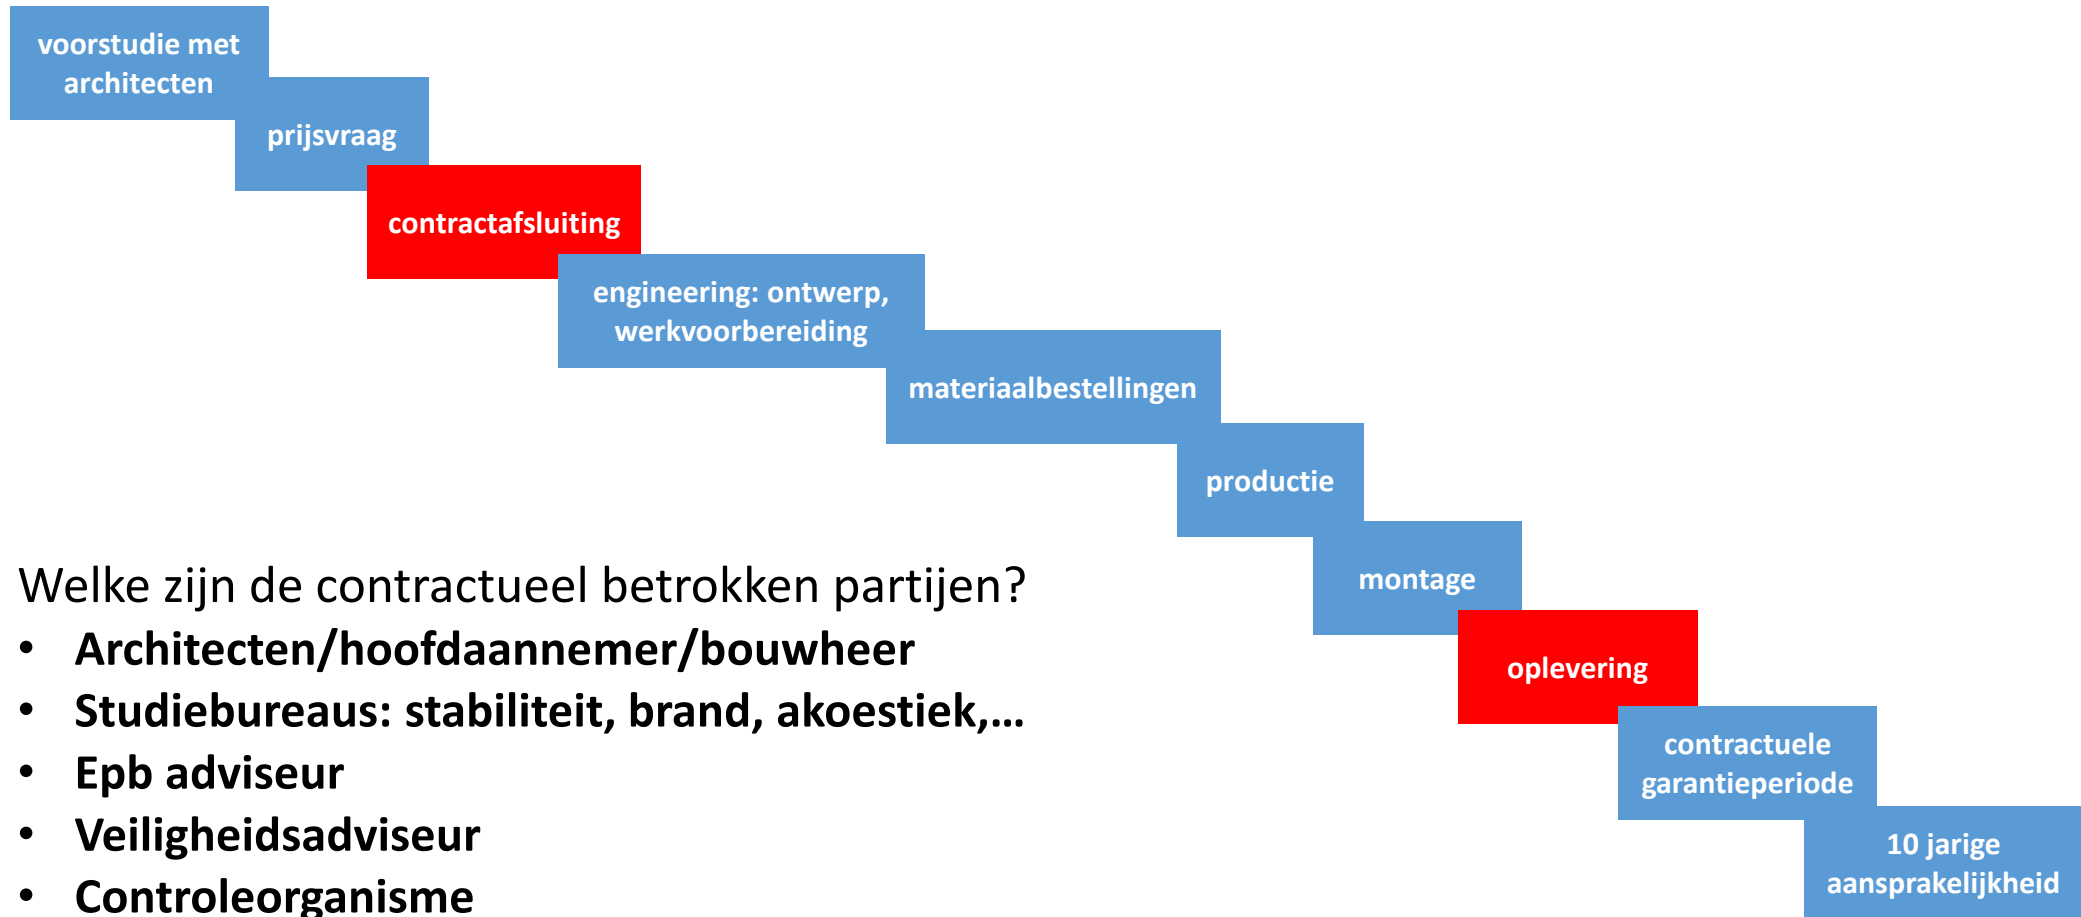 voorstudie met
architecten
prijsvraag
contractafsluiting
engineering: ontwerp,
werkvoorbereiding
materiaalbestellingen
productie
montage
oplevering
contractuele
garantieperiode
10 jarige
aansprakelijkheid
Welke zijn de contractueel betrokken partijen?
• Architecten/hoofdaannemer/bouwheer
• Studiebureaus: stabiliteit, brand, akoestiek,...
• Epb adviseur
• Veiligheidsadviseur
• Controleorganisme